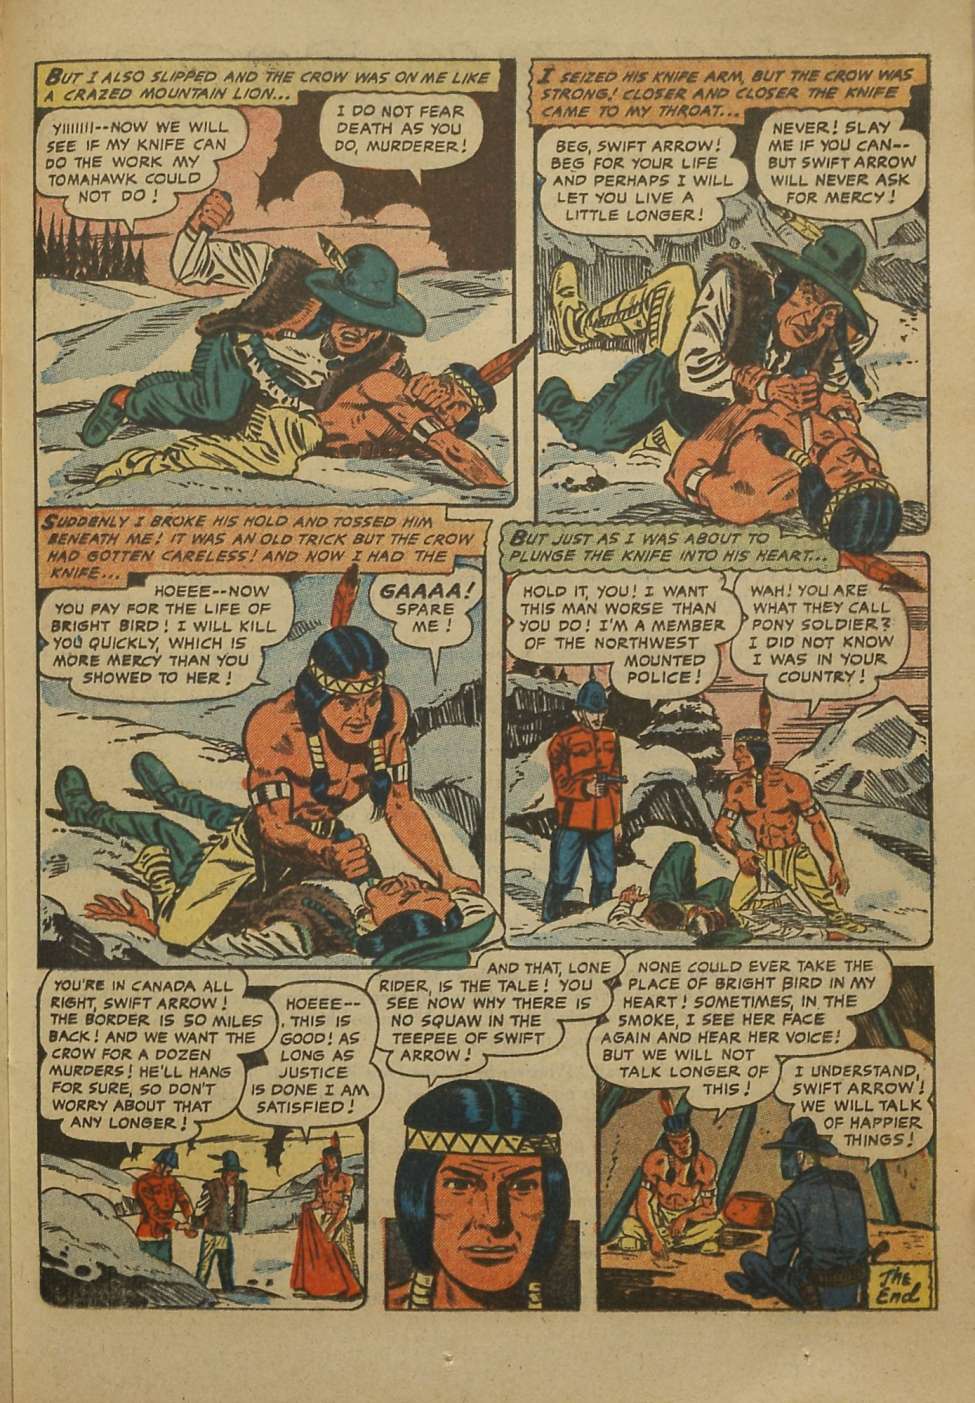 BUT I ALSO SLIPPED AND THE CROW WAS ON ME LIKE
A CRAZED MOUNTAIN LION...
YIIIIIII--NOW WE WILL
SEE IF MY KNIFE CAN
DO THE WORK MY
TOMAHAWK COULD
NOT DO!
I DO NOT FEAR
DEATH AS YOU
DO, MURDERER!
I SEIZED HIS KNIFE ARM, BUT THE CROW WAS
STRONG! CLOSER AND CLOSER THE KNIFE
CAME TO MY THROAT...
BEG, SWIFT ARROW!
BEG FOR YOUR LIFE
AND PERHAPS I WILL
LET YOU LIVE A
LITTLE LONGER!
NEVER! SLAY
ME IF YOU CAN--
BUT SWIFT ARROW
WILL NEVER ASK
FOR MERCY!
SUDDENLY I BROKE HIS HOLD AND TOSSED HIM
BENEATH ME! IT WAS AN OLD TRICK BUT THE CROW
HAD GOTTEN CARELESS! AND NOW I HAD THE
KNIFE...
HOEEE--NOW
YOU PAY FOR THE LIFE OF
BRIGHT BIRD! I WILL KILL
YOU QUICKLY, WHICH IS
MORE MERCY THAN YOU
SHOWED TO HER!
GAAAA!
SPARE
ME!
BUT JUST AS I WAS ABOUT TO
PLUNGE THE KNIFE INTO HIS HEART...
HOLD IT, YOU! I WANT
THIS MAN WORSE THAN
YOU DO! I'M A MEMBER
OF THE NORTHWEST
MOUNTED
POLICE!
WAH! YOU ARE
WHAT THEY CALL
PONY SOLDIER?
I DID NOT KNOW
I WAS IN YOUR
COUNTRY!
YOU'RE IN CANADA ALL
RIGHT, SWIFT ARROW!
THE BORDER IS 50 MILES
BACK! AND WE WANT THE
CROW FOR A DOZEN
MURDERS! HE'LL HANG
FOR SURE, SO DON'T
WORRY ABOUT THAT
ANY LONGER!
HOEEE--
THIS IS
GOOD! AS
LONG AS
JUSTICE
IS DONE I AM
SATISFIED!
AND THAT, LONE
RIDER, IS THE TALE! YOU
SEE NOW WHY THERE IS
NO SQUAW IN THE
TEEPEE OF SWIFT
ARROW!
NONE COULD EVER TAKE THE
PLACE OF BRIGHT BIRD IN MY
HEART! SOMETIMES, IN THE
SMOKE, I SEE HER FACE
AGAIN AND HEAR HER VOICE!
BUT WE WILL NOT
TALK LONGER OF
THIS!
I UNDERSTAND,
SWIFT ARROW!
WE WILL TALK
OF HAPPIER
THINGS!
THE
END